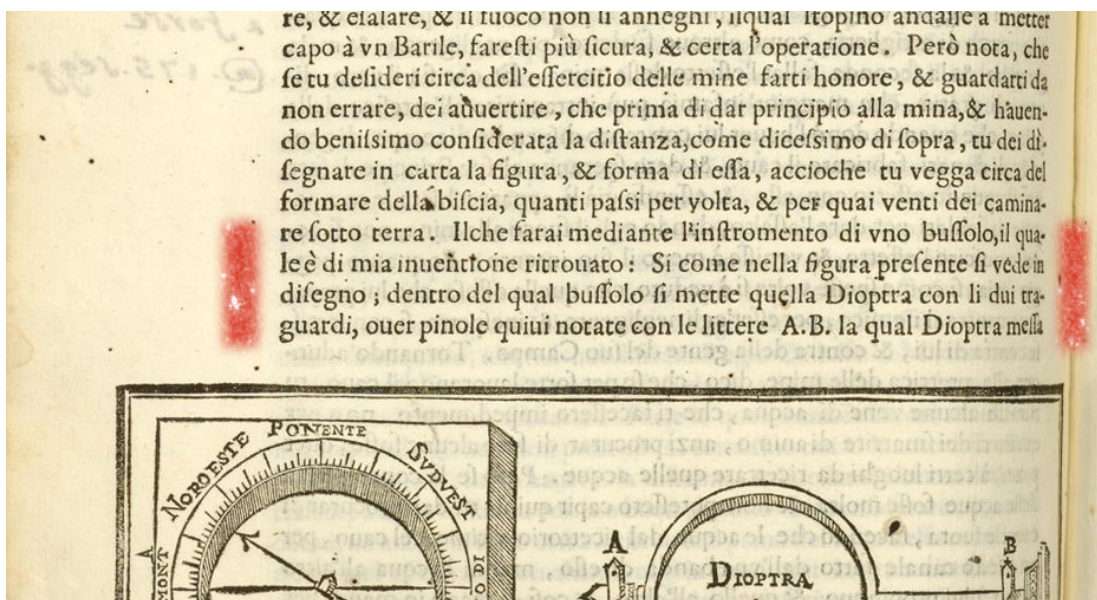 re, & eſalare, & il fuoco non ſi anneghi, ilqual ſtopino andaſſe a metter
capo à vn Barile, fareſti più ſicura, & certa l'operatione. Però nota, che
ſe tu deſideri circa dell'eſſercitio delle mine farti honore, & guardarti da
non errare, dei auuertire, che prima di dar principio alla mina, & hauen-
do beniſsimo conſiderata la diſtanza, come diceſsimo di ſopra, tu dei di-
ſegnare in carta la figura, & forma di eſſa, accioche tu vegga circa del
formare della biſcia, quanti paſsi per volta, & per quai venti dei camina-
re ſotto terra. Ilche farai mediante l'inſtromento di vno buſſolo, il qua-
le è di mia inuentione ritrouato: Si come nella figura preſente ſi vede in
diſegno; dentro del qual buſſolo ſi mette quella Dioptra con li dui tra-
guardi, ouer pinole quiui notate con le littere A.B. la qual Dioptra meſſa
PONENTE
NOROESTE
SVDVEST
A
B
MONT
O DI
DIOPTRA